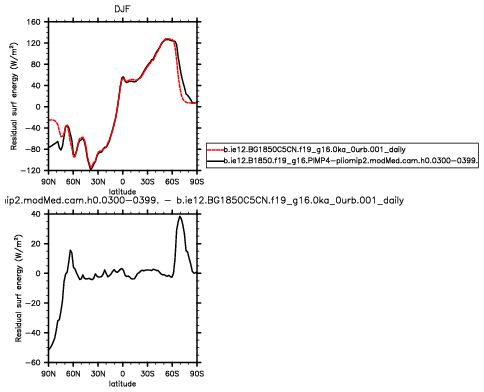 DJF
160
120
80
40
0
-40
-80
-120
Residual surf energy (W/m²)
90N 60N 30N 0 30S 60S 90S
latitude
b.ie12.BG1850C5CN.f19_g16.0ka_0urb.001_daily
b.ie12.B1850.f19_g16.PlMP4-pliomip2.modMed.cam.h0.0300-0399.
ip2.modMed.cam.h0.0300-0399. - b.ie12.BG1850C5CN.f19_g16.0ka_0urb.001_daily
40
20
0
-20
-40
-60
Residual surf energy (W/m²)
90N 60N 30N 0 30S 60S 90S
latitude